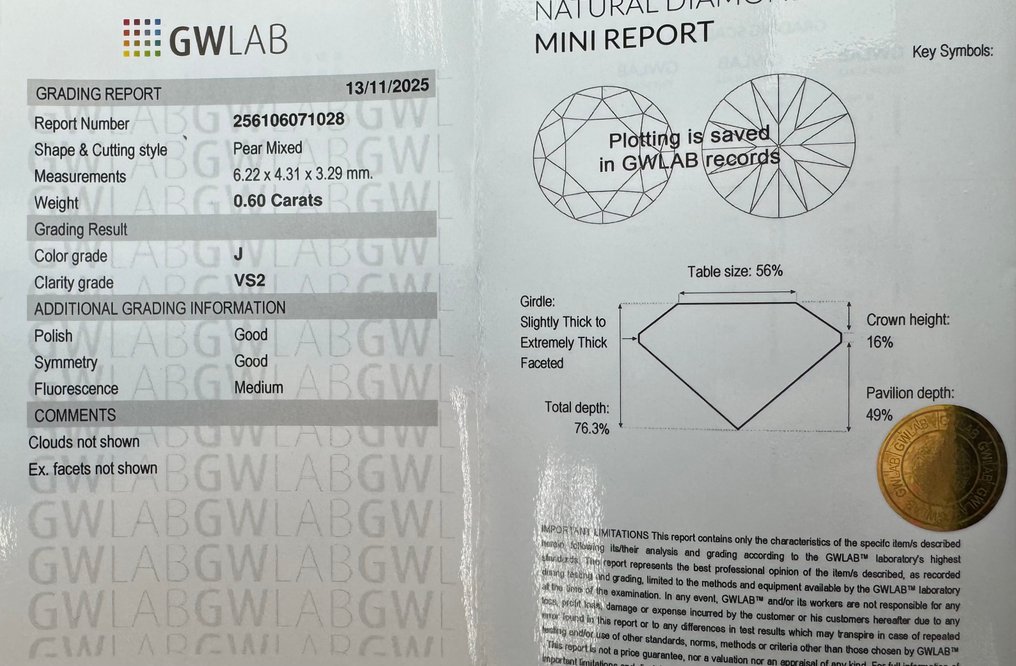 GWLAB
GRADING REPORT 13/11/2025
Report Number 256106071028
Shape & Cutting style Pear Mixed
Measurements 6.22 x 4.31 x 3.29 mm.
Weight 0.60 Carats
Grading Result
Color grade J
Clarity grade VS2
ADDITIONAL GRADING INFORMATION
Polish Good
Symmetry Good
Fluorescence Medium
COMMENTS
Clouds not shown
Ex. facets not shown
NATURAL
MINI REPORT
Key Symbols:
Plotting is saved
in GWLAB records
Table size: 56%
Girdle:
Slightly Thick to
Extremely Thick
Faceted
Crown height:
16%
Total depth:
76.3%
Pavilion depth:
49%
GWLAB
IMPORTANT LIMITATIONS This report contains only the characteristics of the specifc item/s described
herein, following its/their analysis and grading according to the GWLAB™ laboratory's highest
standards. The report represents the best professional opinion of the item/s described, as recorded
during testing and grading, limited to the methods and equipment available by the GWLAB™ laboratory
at the time of the examination. In any event, GWLAB™ and/or its workers are not responsible for any
loss, profit loss, damage or expense incurred by the customer or his customers hereafter due to any
error found in this report or to any differences in test results which may transpire in case of repeated
testing and/or use of other standards, norms, methods or criteria other than those chosen by GWLAB™
This report is not a price guarantee, nor a valuation nor an appraisal of any kind. For full information of
important limitations and